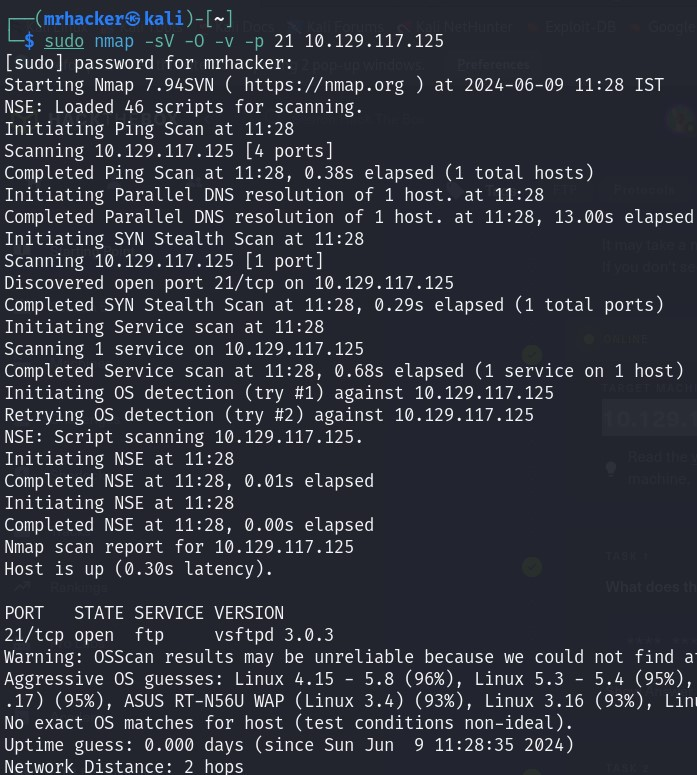 ┌──(mrhacker㉿kali)-[~]
└─$ sudo nmap -sV -O -v -p 21 10.129.117.125
[sudo] password for mrhacker:
Starting Nmap 7.94SVN ( https://nmap.org ) at 2024-06-09 11:28 IST
NSE: Loaded 46 scripts for scanning.
Initiating Ping Scan at 11:28
Scanning 10.129.117.125 [4 ports]
Completed Ping Scan at 11:28, 0.38s elapsed (1 total hosts)
Initiating Parallel DNS resolution of 1 host. at 11:28
Completed Parallel DNS resolution of 1 host. at 11:28, 13.00s elapsed
Initiating SYN Stealth Scan at 11:28
Scanning 10.129.117.125 [1 port]
Discovered open port 21/tcp on 10.129.117.125
Completed SYN Stealth Scan at 11:28, 0.29s elapsed (1 total ports)
Initiating Service scan at 11:28
Scanning 1 service on 10.129.117.125
Completed Service scan at 11:28, 0.68s elapsed (1 service on 1 host)
Initiating OS detection (try #1) against 10.129.117.125
Retrying OS detection (try #2) against 10.129.117.125
NSE: Script scanning 10.129.117.125.
Initiating NSE at 11:28
Completed NSE at 11:28, 0.01s elapsed
Initiating NSE at 11:28
Completed NSE at 11:28, 0.00s elapsed
Nmap scan report for 10.129.117.125
Host is up (0.30s latency).
PORT   STATE SERVICE VERSION
21/tcp open  ftp     vsftpd 3.0.3
Warning: OSScan results may be unreliable because we could not find at
Aggressive OS guesses: Linux 4.15 - 5.8 (96%), Linux 5.3 - 5.4 (95%),
.17) (95%), ASUS RT-N56U WAP (Linux 3.4) (93%), Linux 3.16 (93%), Linu
No exact OS matches for host (test conditions non-ideal).
Uptime guess: 0.000 days (since Sun Jun  9 11:28:35 2024)
Network Distance: 2 hops